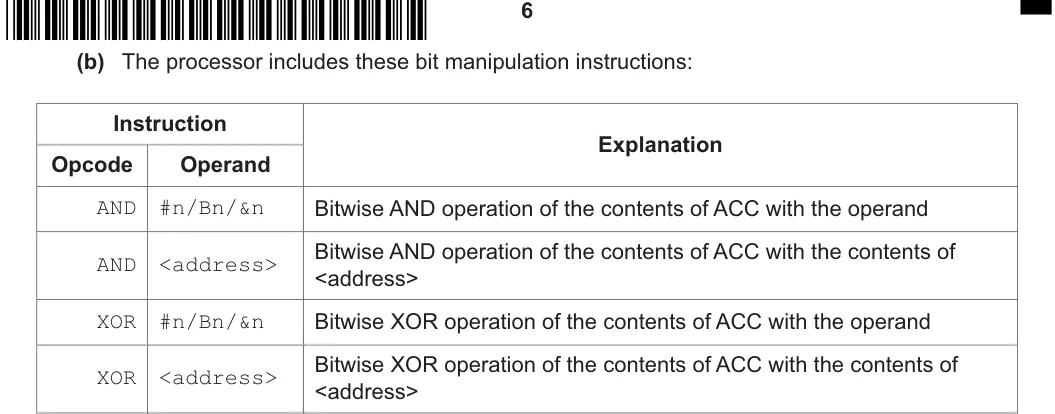 6
(b) The processor includes these bit manipulation instructions:
Instruction
Explanation
Opcode Operand
AND #n/Bn/&n Bitwise AND operation of the contents of ACC with the operand
AND <address> Bitwise AND operation of the contents of ACC with the contents of
<address>
XOR #n/Bn/&n Bitwise XOR operation of the contents of ACC with the operand
XOR <address> Bitwise XOR operation of the contents of ACC with the contents of
<address>